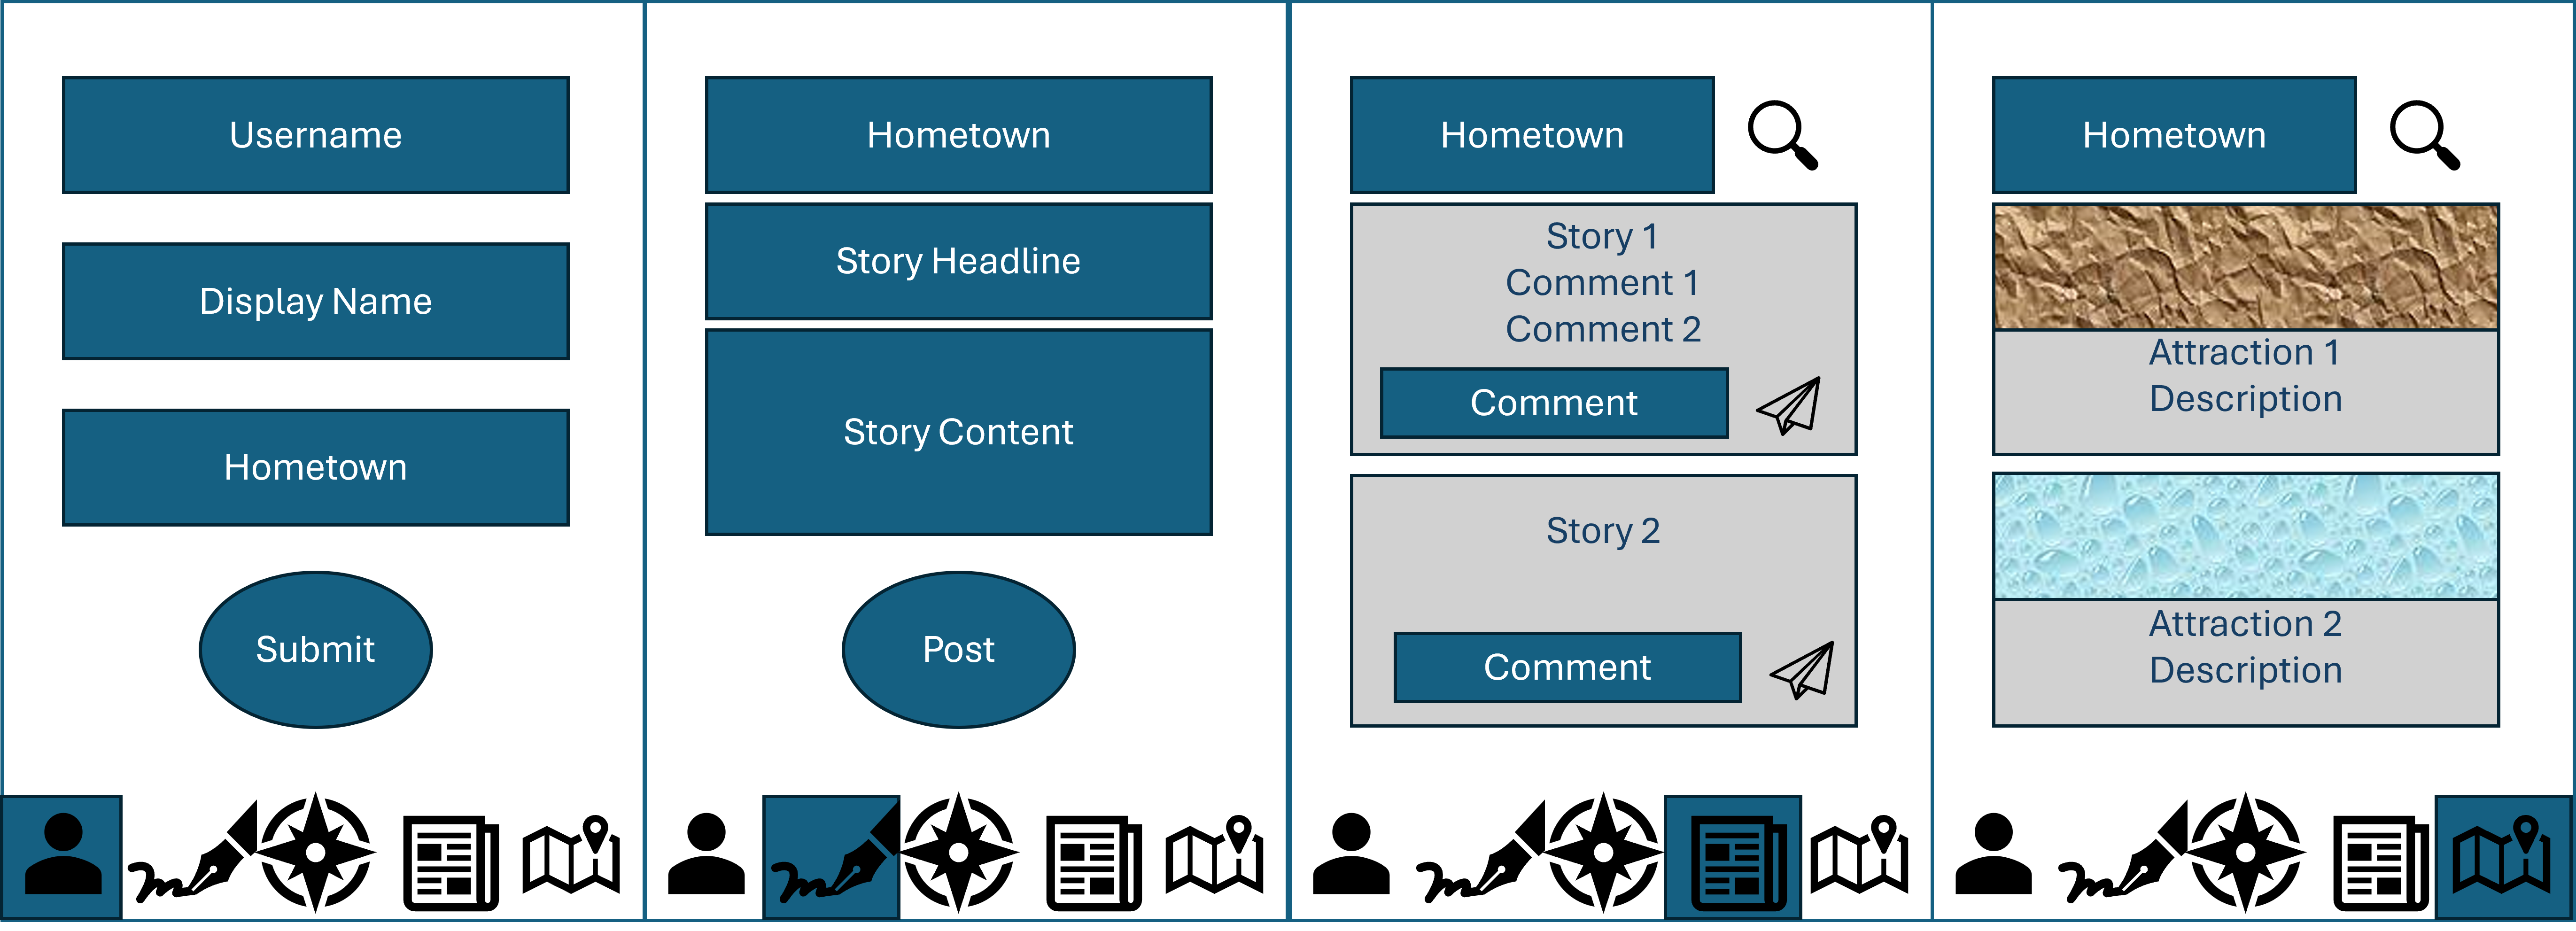 Username
Display Name
Hometown
Submit
Hometown
Story Headline
Story Content
Post
Hometown
Story 1
Comment 1
Comment 2
Comment
Story 2
Comment
Hometown
Attraction 1
Description
Attraction 2
Description